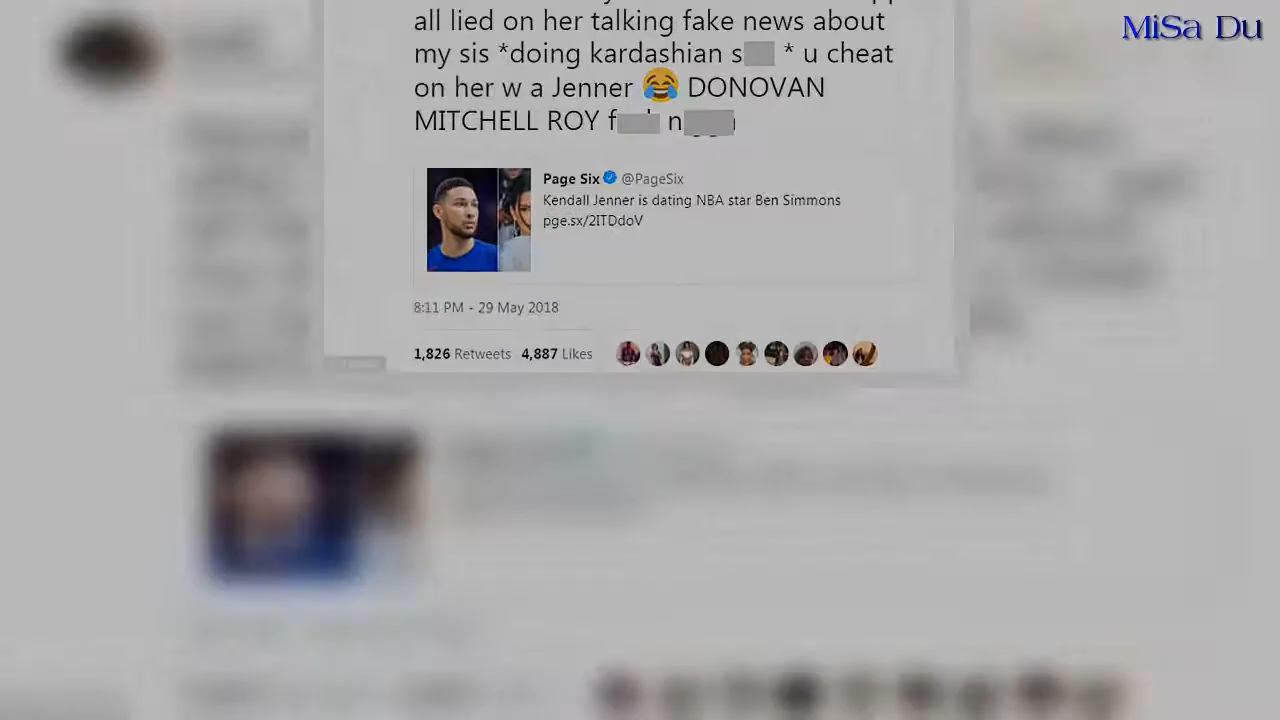 MiSa Du
all lied on her talking fake news about
my sis *doing kardashian s * u cheat
on her w a Jenner 😂 DONOVAN
MITCHELL ROY f n
Page Six @PageSix
Kendall Jenner is dating NBA star Ben Simmons
pge.sx/2ITDdoV
8:11 PM - 29 May 2018
1,826 Retweets 4,887 Likes